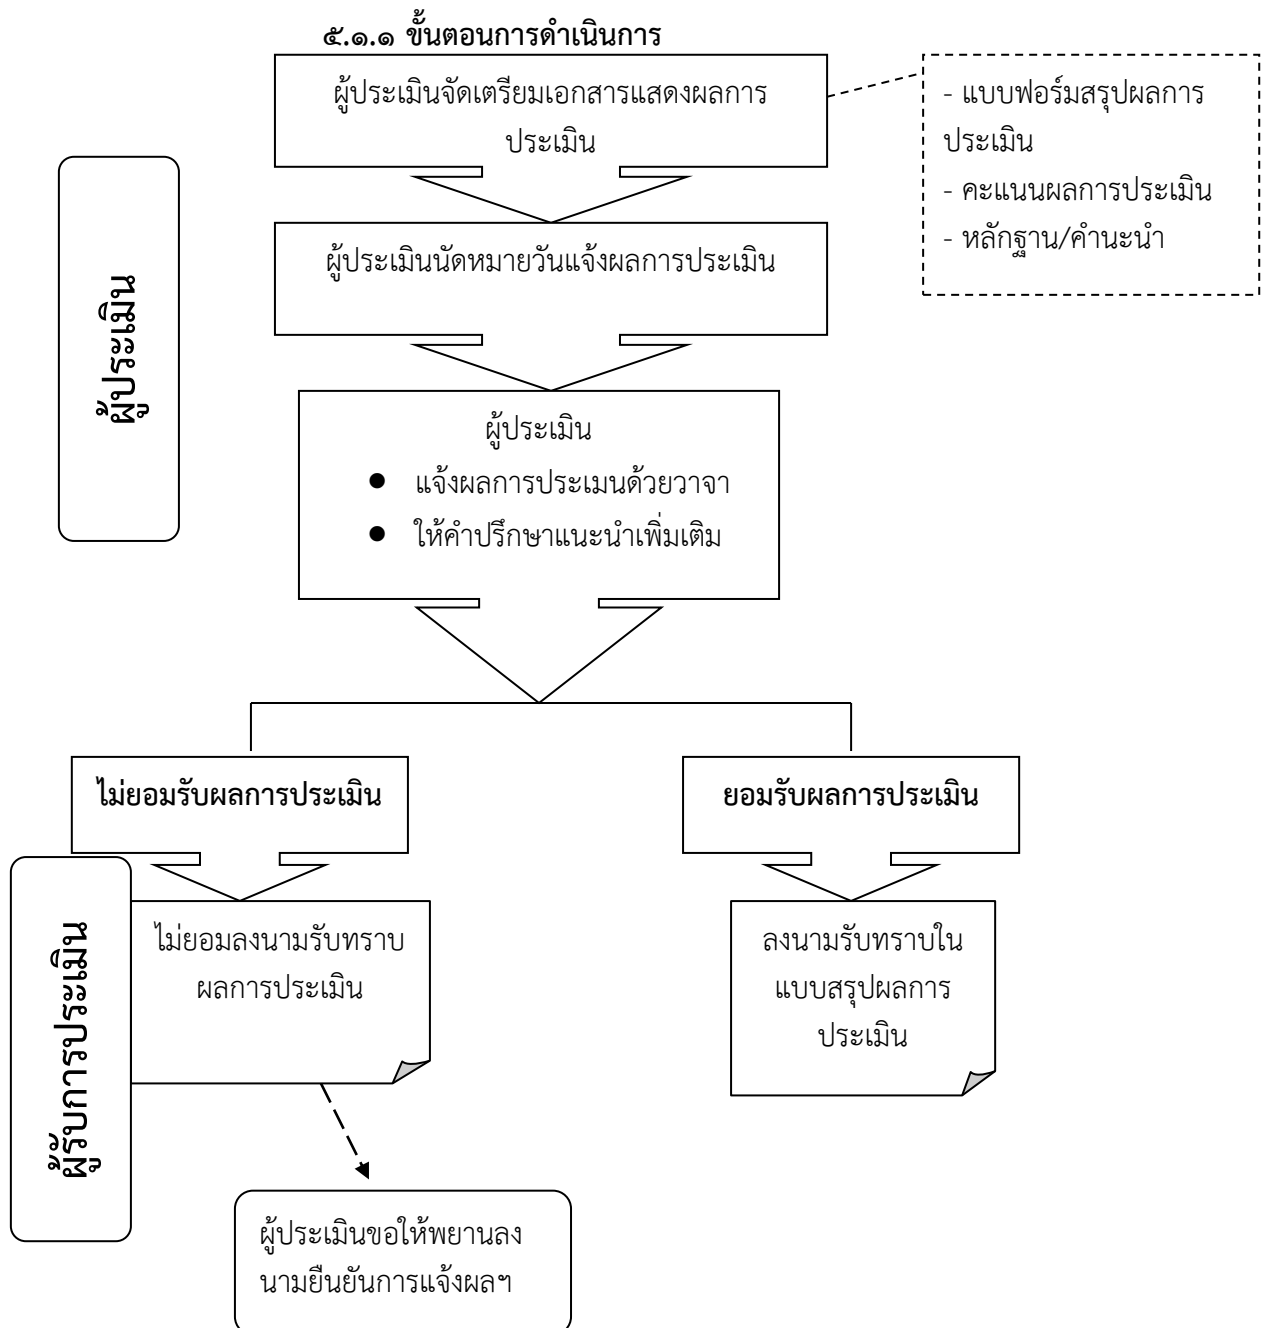 ๕.๑.๑ ขั้นตอนการดำเนินการ
ผู้ประเมินจัดเตรียมเอกสารแสดงผลการ
ประเมิน
- แบบฟอร์มสรุปผลการ
ประเมิน
- คะแนนผลการประเมิน
- หลักฐาน/คำนะนำ
ผู้ประเมิน
ผู้ประเมินนัดหมายวันแจ้งผลการประเมิน
ผู้ประเมิน
● แจ้งผลการประเมนด้วยวาจา
● ให้คำปรึกษาแนะนำเพิ่มเติม
ไม่ยอมรับผลการประเมิน
ยอมรับผลการประเมิน
ผู้รับการประเมิน
ไม่ยอมลงนามรับทราบ
ผลการประเมิน
ลงนามรับทราบใน
แบบสรุปผลการ
ประเมิน
ผู้ประเมินขอให้พยานลง
นามยืนยันการแจ้งผลฯ